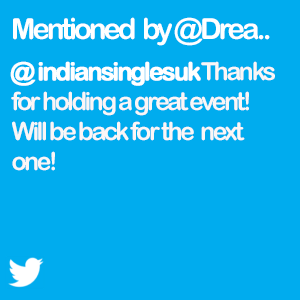 Mentioned by @Drea..
@indiansinglesuk Thanks
for holding a great event!
Will be back for the next
one!